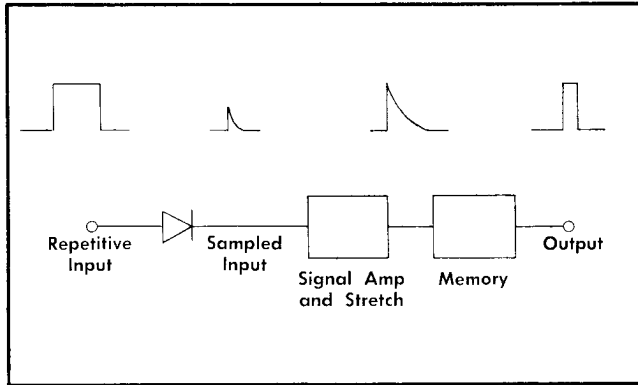 Repetitive
Input
Sampled
Input
Signal Amp
and Stretch
Memory
Output